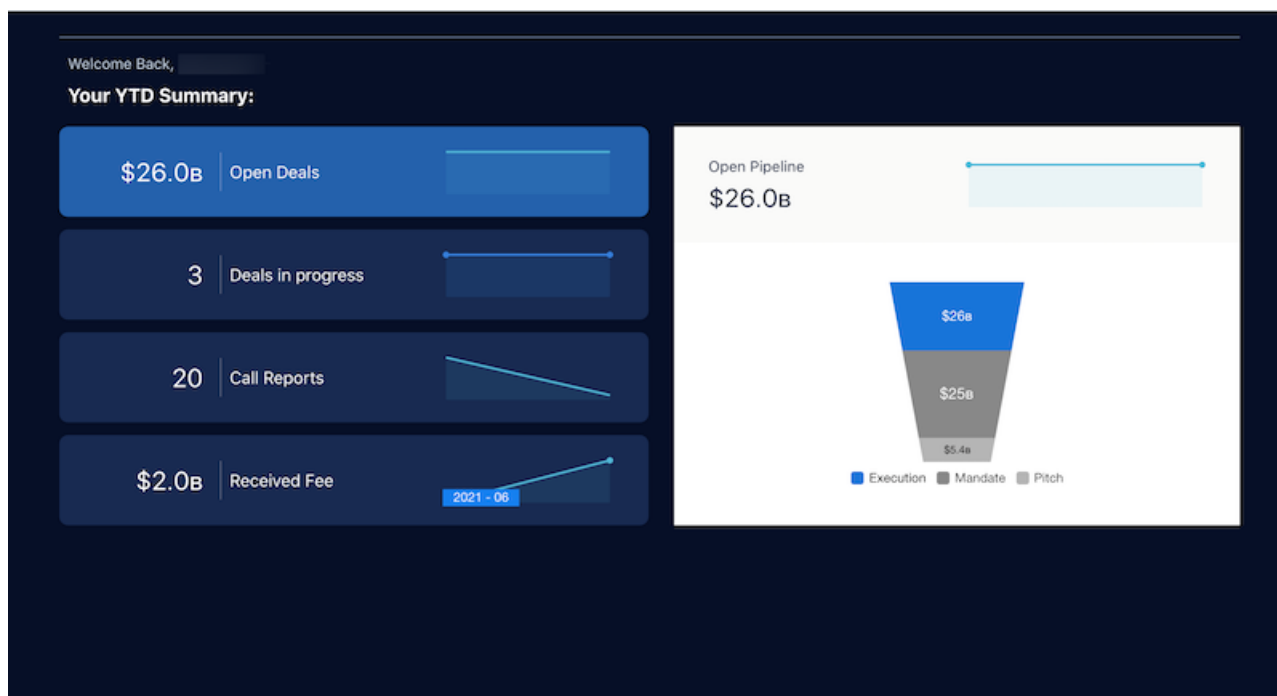 Welcome Back,
Your YTD Summary:
$26.0B Open Deals
3 Deals in progress
20 Call Reports
$2.0B Received Fee
2021 - 06
Open Pipeline
$26.0B
$26B
$25B
$5.4B
Execution Mandate Pitch